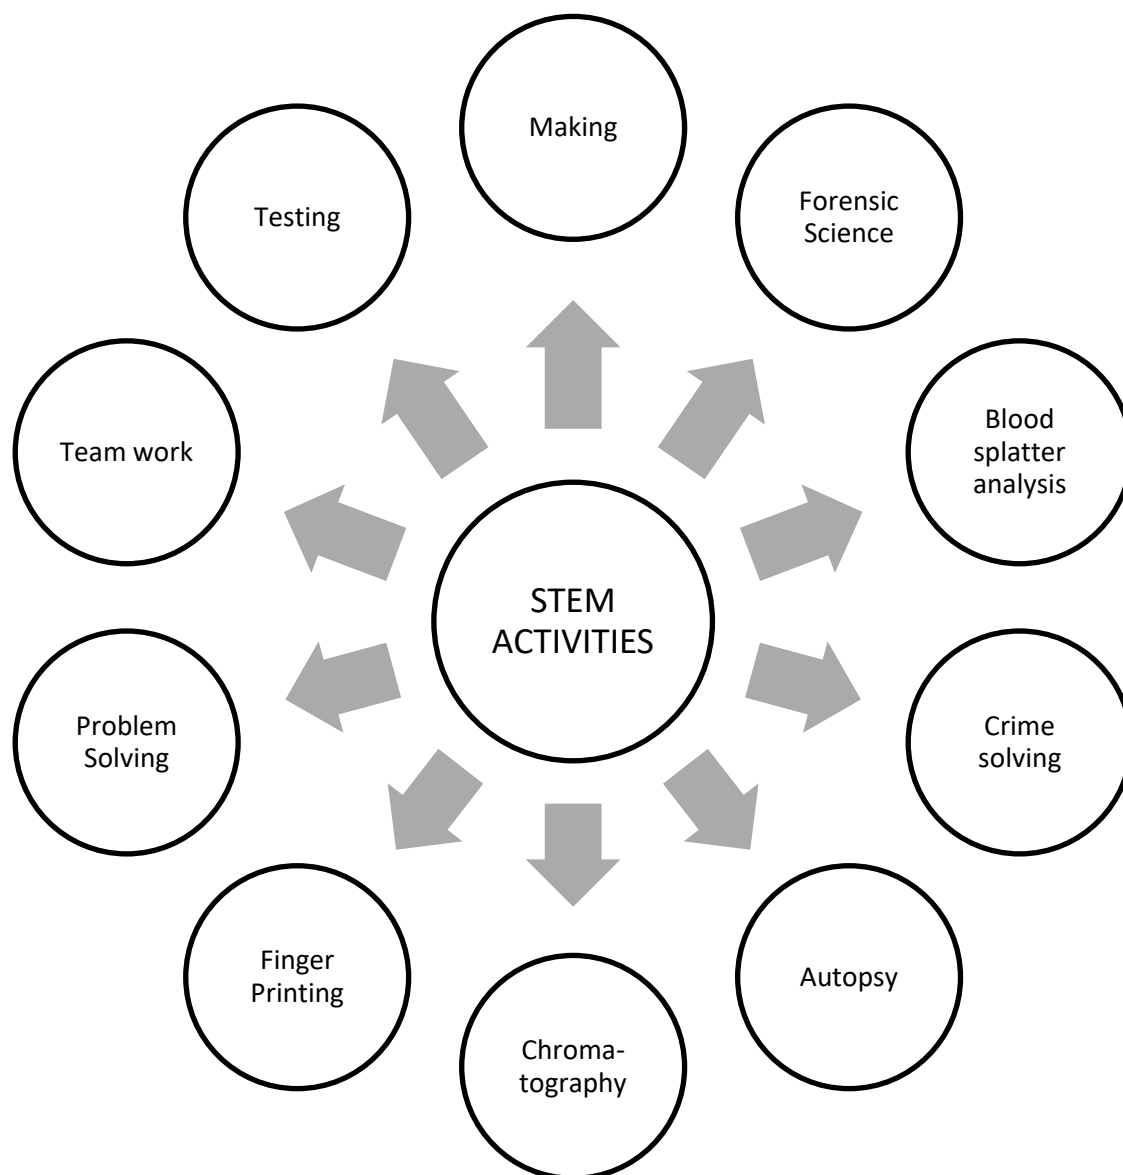 Making
Forensic
Science
Testing
Blood
splatter
analysis
Team work
STEM
ACTIVITIES
Crime
solving
Problem
Solving
Autopsy
Finger
Printing
Chroma-
tography